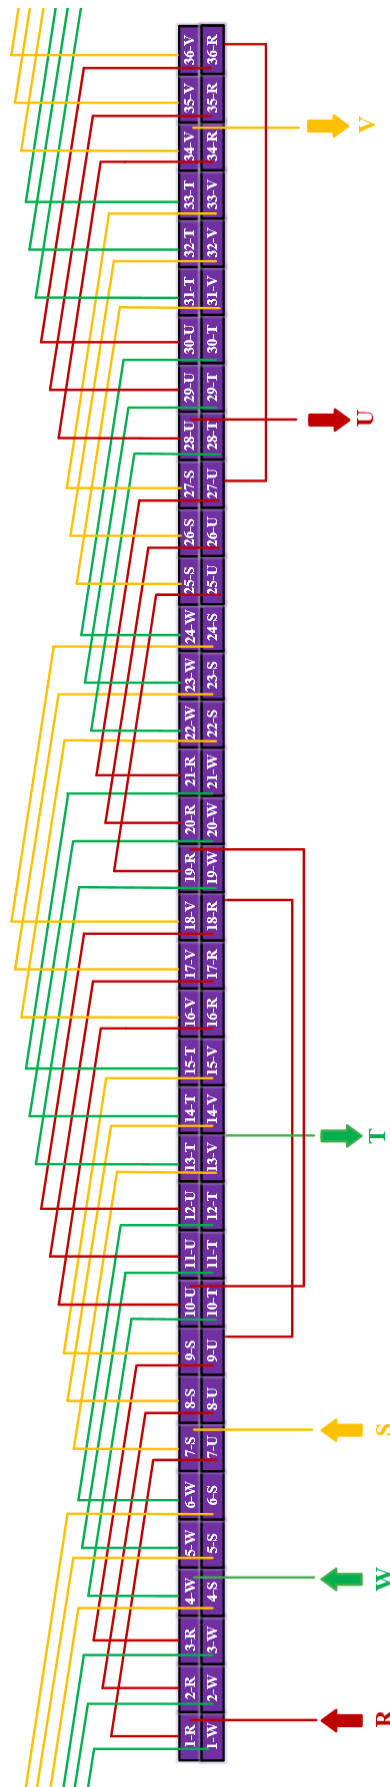 1-R 2-R 3-R 4-W 5-W 6-W 7-S 8-S 9-S 10-U 11-U 12-U 13-T 14-T 15-T 16-V 17-V 18-V 19-R 20-R 21-R 22-W 23-W 24-W 25-S 26-S 27-S 28-U 29-U 30-U 31-T 32-T 33-T 34-V 35-V 36-V
1-W 2-W 3-W 4-S 5-S 6-S 7-U 8-U 9-U 10-T 11-T 12-T 13-V 14-V 15-V 16-R 17-R 18-R 19-W 20-W 21-W 22-S 23-S 24-S 25-U 26-U 27-U 28-T 29-T 30-T 31-V 32-V 33-V 34-R 35-R 36-R
R W S T U V